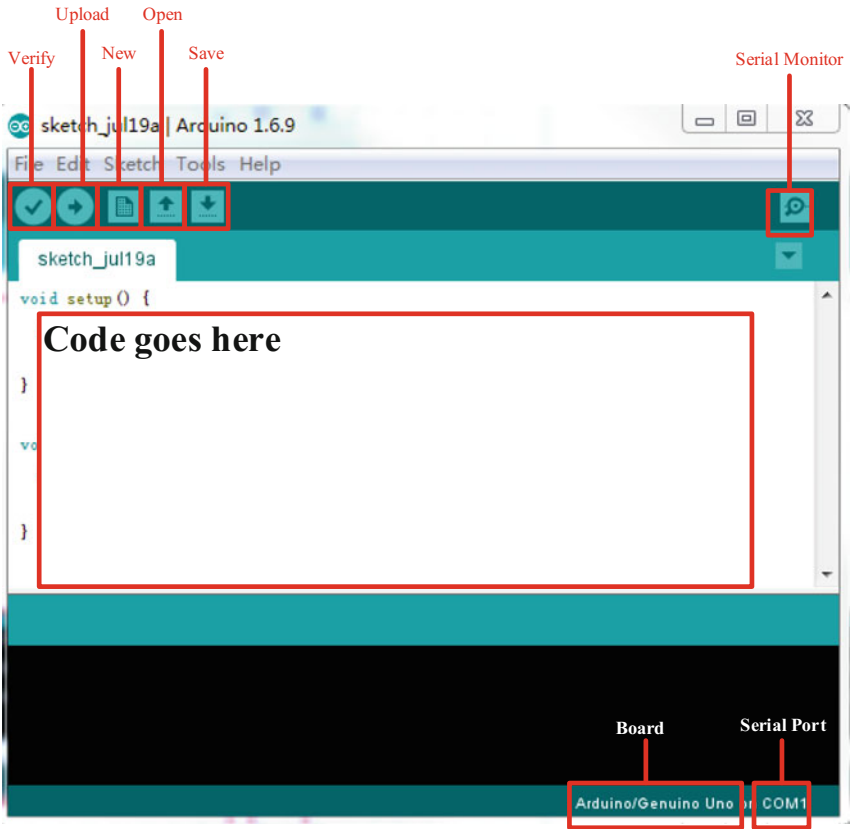 Upload Open
Verify New Save Serial Monitor
sketch_jul19a | Arduino 1.6.9
File Edit Sketch Tools Help
sketch_jul19a
void setup() {
Code goes here
}
vo
}
Board Serial Port
Arduino/Genuino Uno on COM1